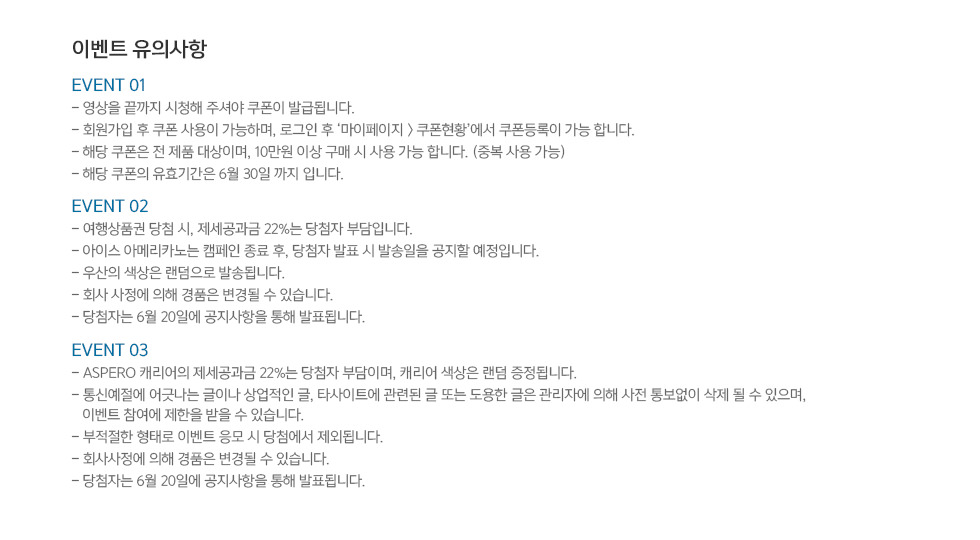 이벤트 유의사항
EVENT 01
- 영상을 끝까지 시청해 주셔야 쿠폰이 발급됩니다.
- 회원가입 후 쿠폰 사용이 가능하며, 로그인 후 '마이페이지 > 쿠폰현황'에서 쿠폰등록이 가능 합니다.
- 해당 쿠폰은 전 제품 대상이며, 10만원 이상 구매 시 사용 가능 합니다. (중복 사용 가능)
- 해당 쿠폰의 유효기간은 6월 30일 까지 입니다.
EVENT 02
- 여행상품권 당첨 시, 제세공과금 22%는 당첨자 부담입니다.
- 아이스 아메리카노는 캠페인 종료 후, 당첨자 발표 시 발송일을 공지할 예정입니다.
- 우산의 색상은 랜덤으로 발송됩니다.
- 회사 사정에 의해 경품은 변경될 수 있습니다.
- 당첨자는 6월 20일에 공지사항을 통해 발표됩니다.
EVENT 03
- ASPERO 캐리어의 제세공과금 22%는 당첨자 부담이며, 캐리어 색상은 랜덤 증정됩니다.
- 통신예절에 어긋나는 글이나 상업적인 글, 타사이트에 관련된 글 또는 도용한 글은 관리자에 의해 사전 통보없이 삭제 될 수 있으며,
이벤트 참여에 제한을 받을 수 있습니다.
- 부적절한 형태로 이벤트 응모 시 당첨에서 제외됩니다.
- 회사사정에 의해 경품은 변경될 수 있습니다.
- 당첨자는 6월 20일에 공지사항을 통해 발표됩니다.